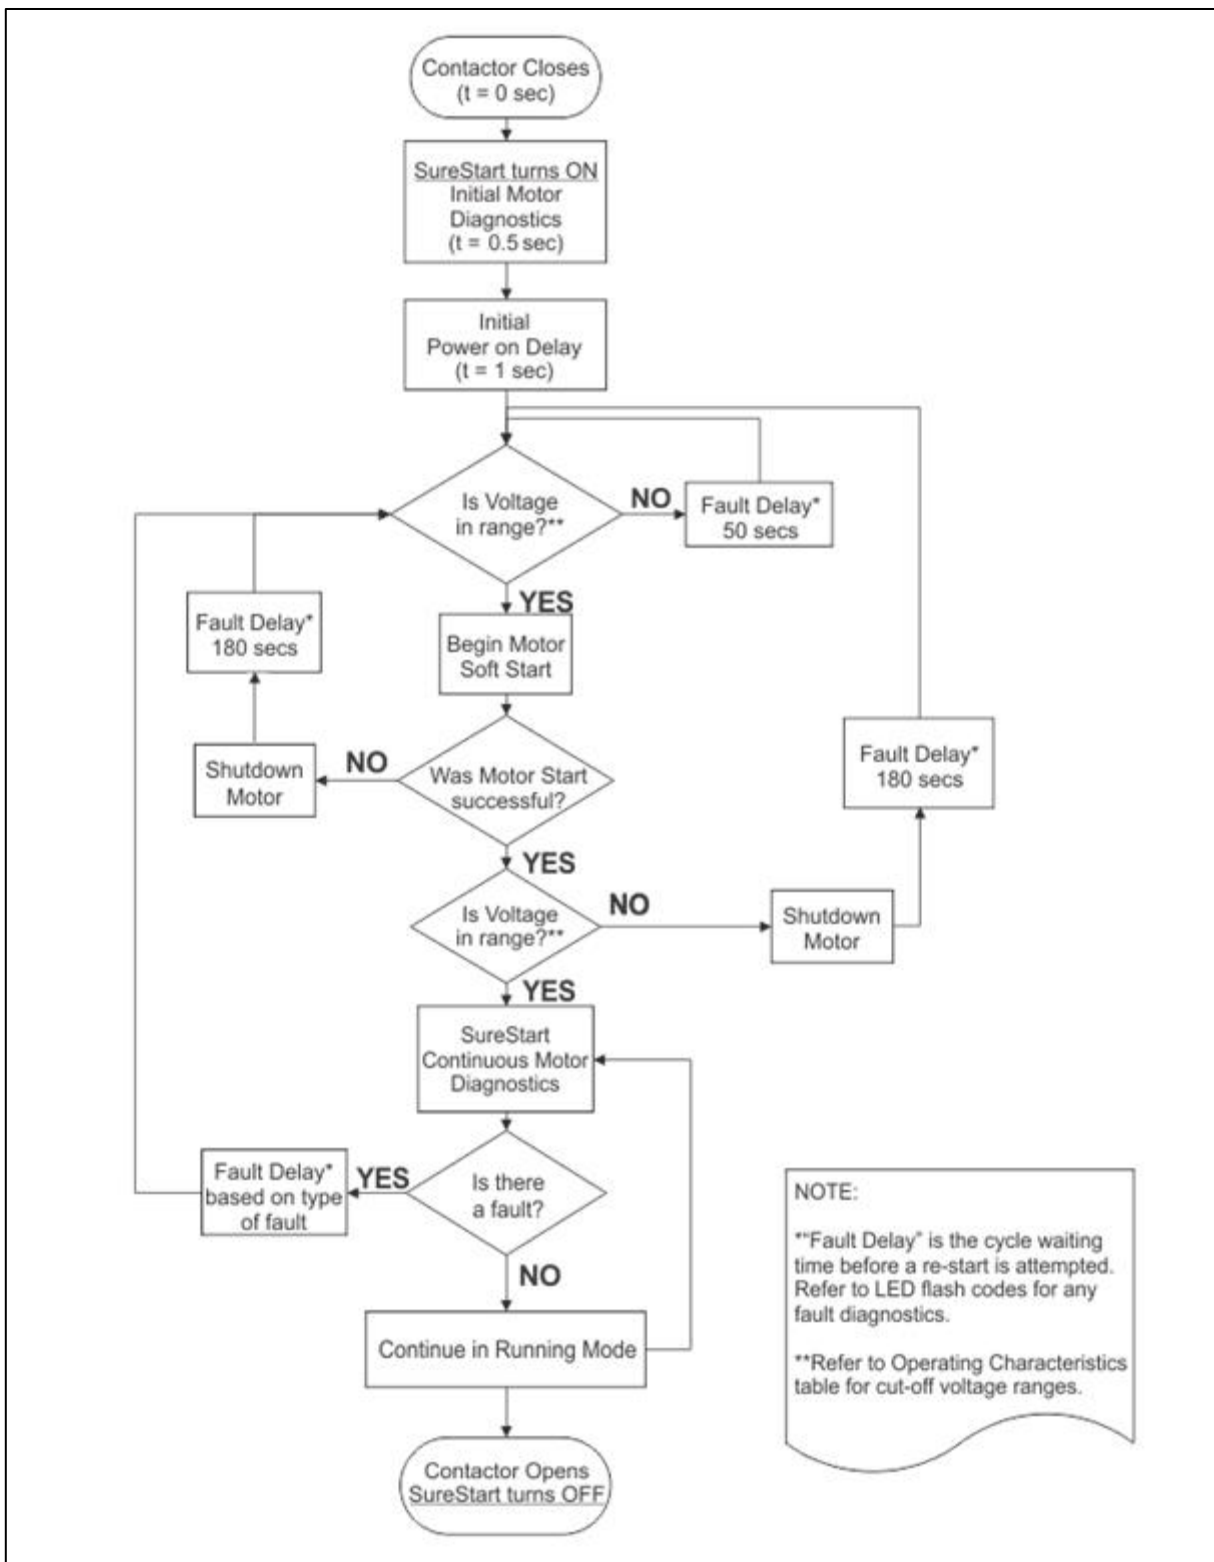 Contactor Closes
(t = 0 sec)
SureStart turns ON
Initial Motor
Diagnostics
(t = 0.5 sec)
Initial
Power on Delay
(t = 1 sec)
Is Voltage
in range?**
NO
Fault Delay*
50 secs
YES
Fault Delay*
180 secs
Begin Motor
Soft Start
Shutdown
Motor
NO
Was Motor Start
successful?
Fault Delay*
180 secs
YES
Is Voltage
in range?**
NO
Shutdown
Motor
YES
SureStart
Continuous Motor
Diagnostics
Fault Delay*
based on type
of fault
YES
Is there
a fault?
NO
Continue in Running Mode
Contactor Opens
SureStart turns OFF
NOTE:
*"Fault Delay" is the cycle waiting
time before a re-start is attempted.
Refer to LED flash codes for any
fault diagnostics.
**Refer to Operating Characteristics
table for cut-off voltage ranges.